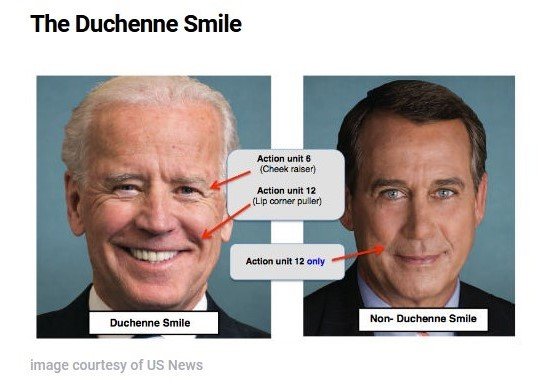 The Duchenne Smile
Action unit 6
(Cheek raiser)
Action unit 12
(Lip corner puller)
Action unit 12 only
Duchenne Smile
Non- Duchenne Smile
image courtesy of US News